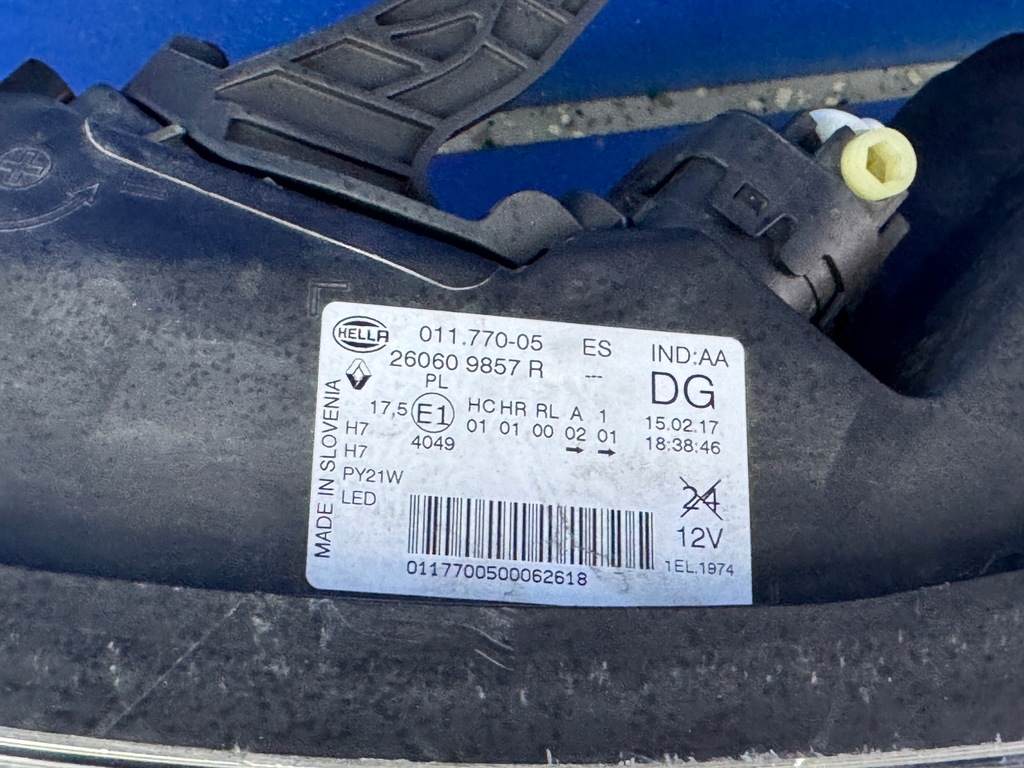 HELLA 011.770-05 ES IND:AA
26060 9857 R --- DG
PL
17,5 E1 HC HR RL A 1 15.02.17
01 01 00 02 01
4049 → → 18:38:46
H7
H7
PY21W
LED
MADE IN SLOVENIA
24
12V
1EL.1974
0117700500062618